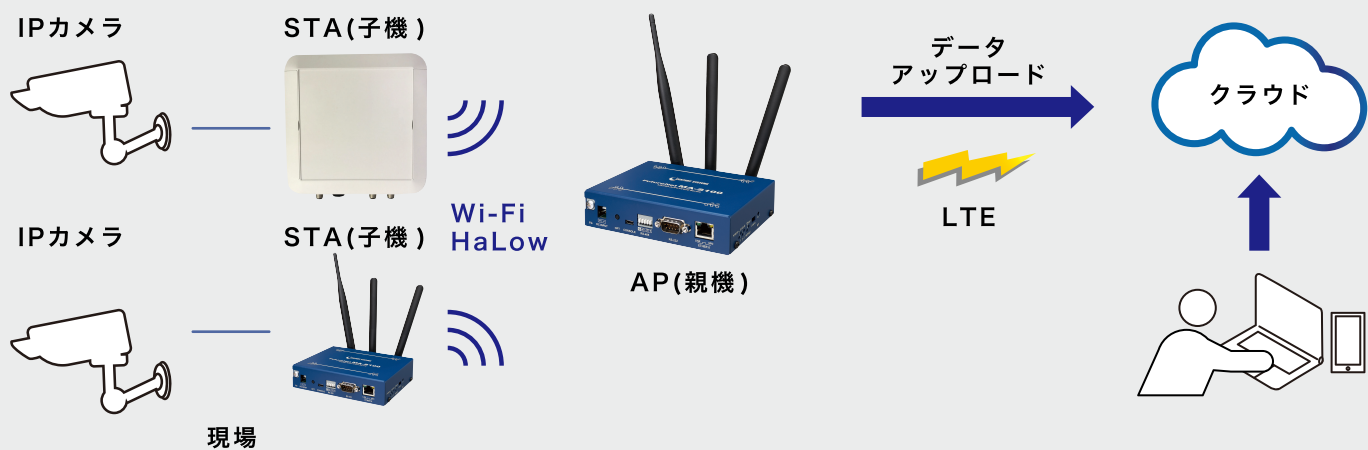 IPカメラ
STA(子機)
データ
アップロード
クラウド
Wi-Fi
HaLow
LTE
IPカメラ
STA(子機)
AP(親機)
現場